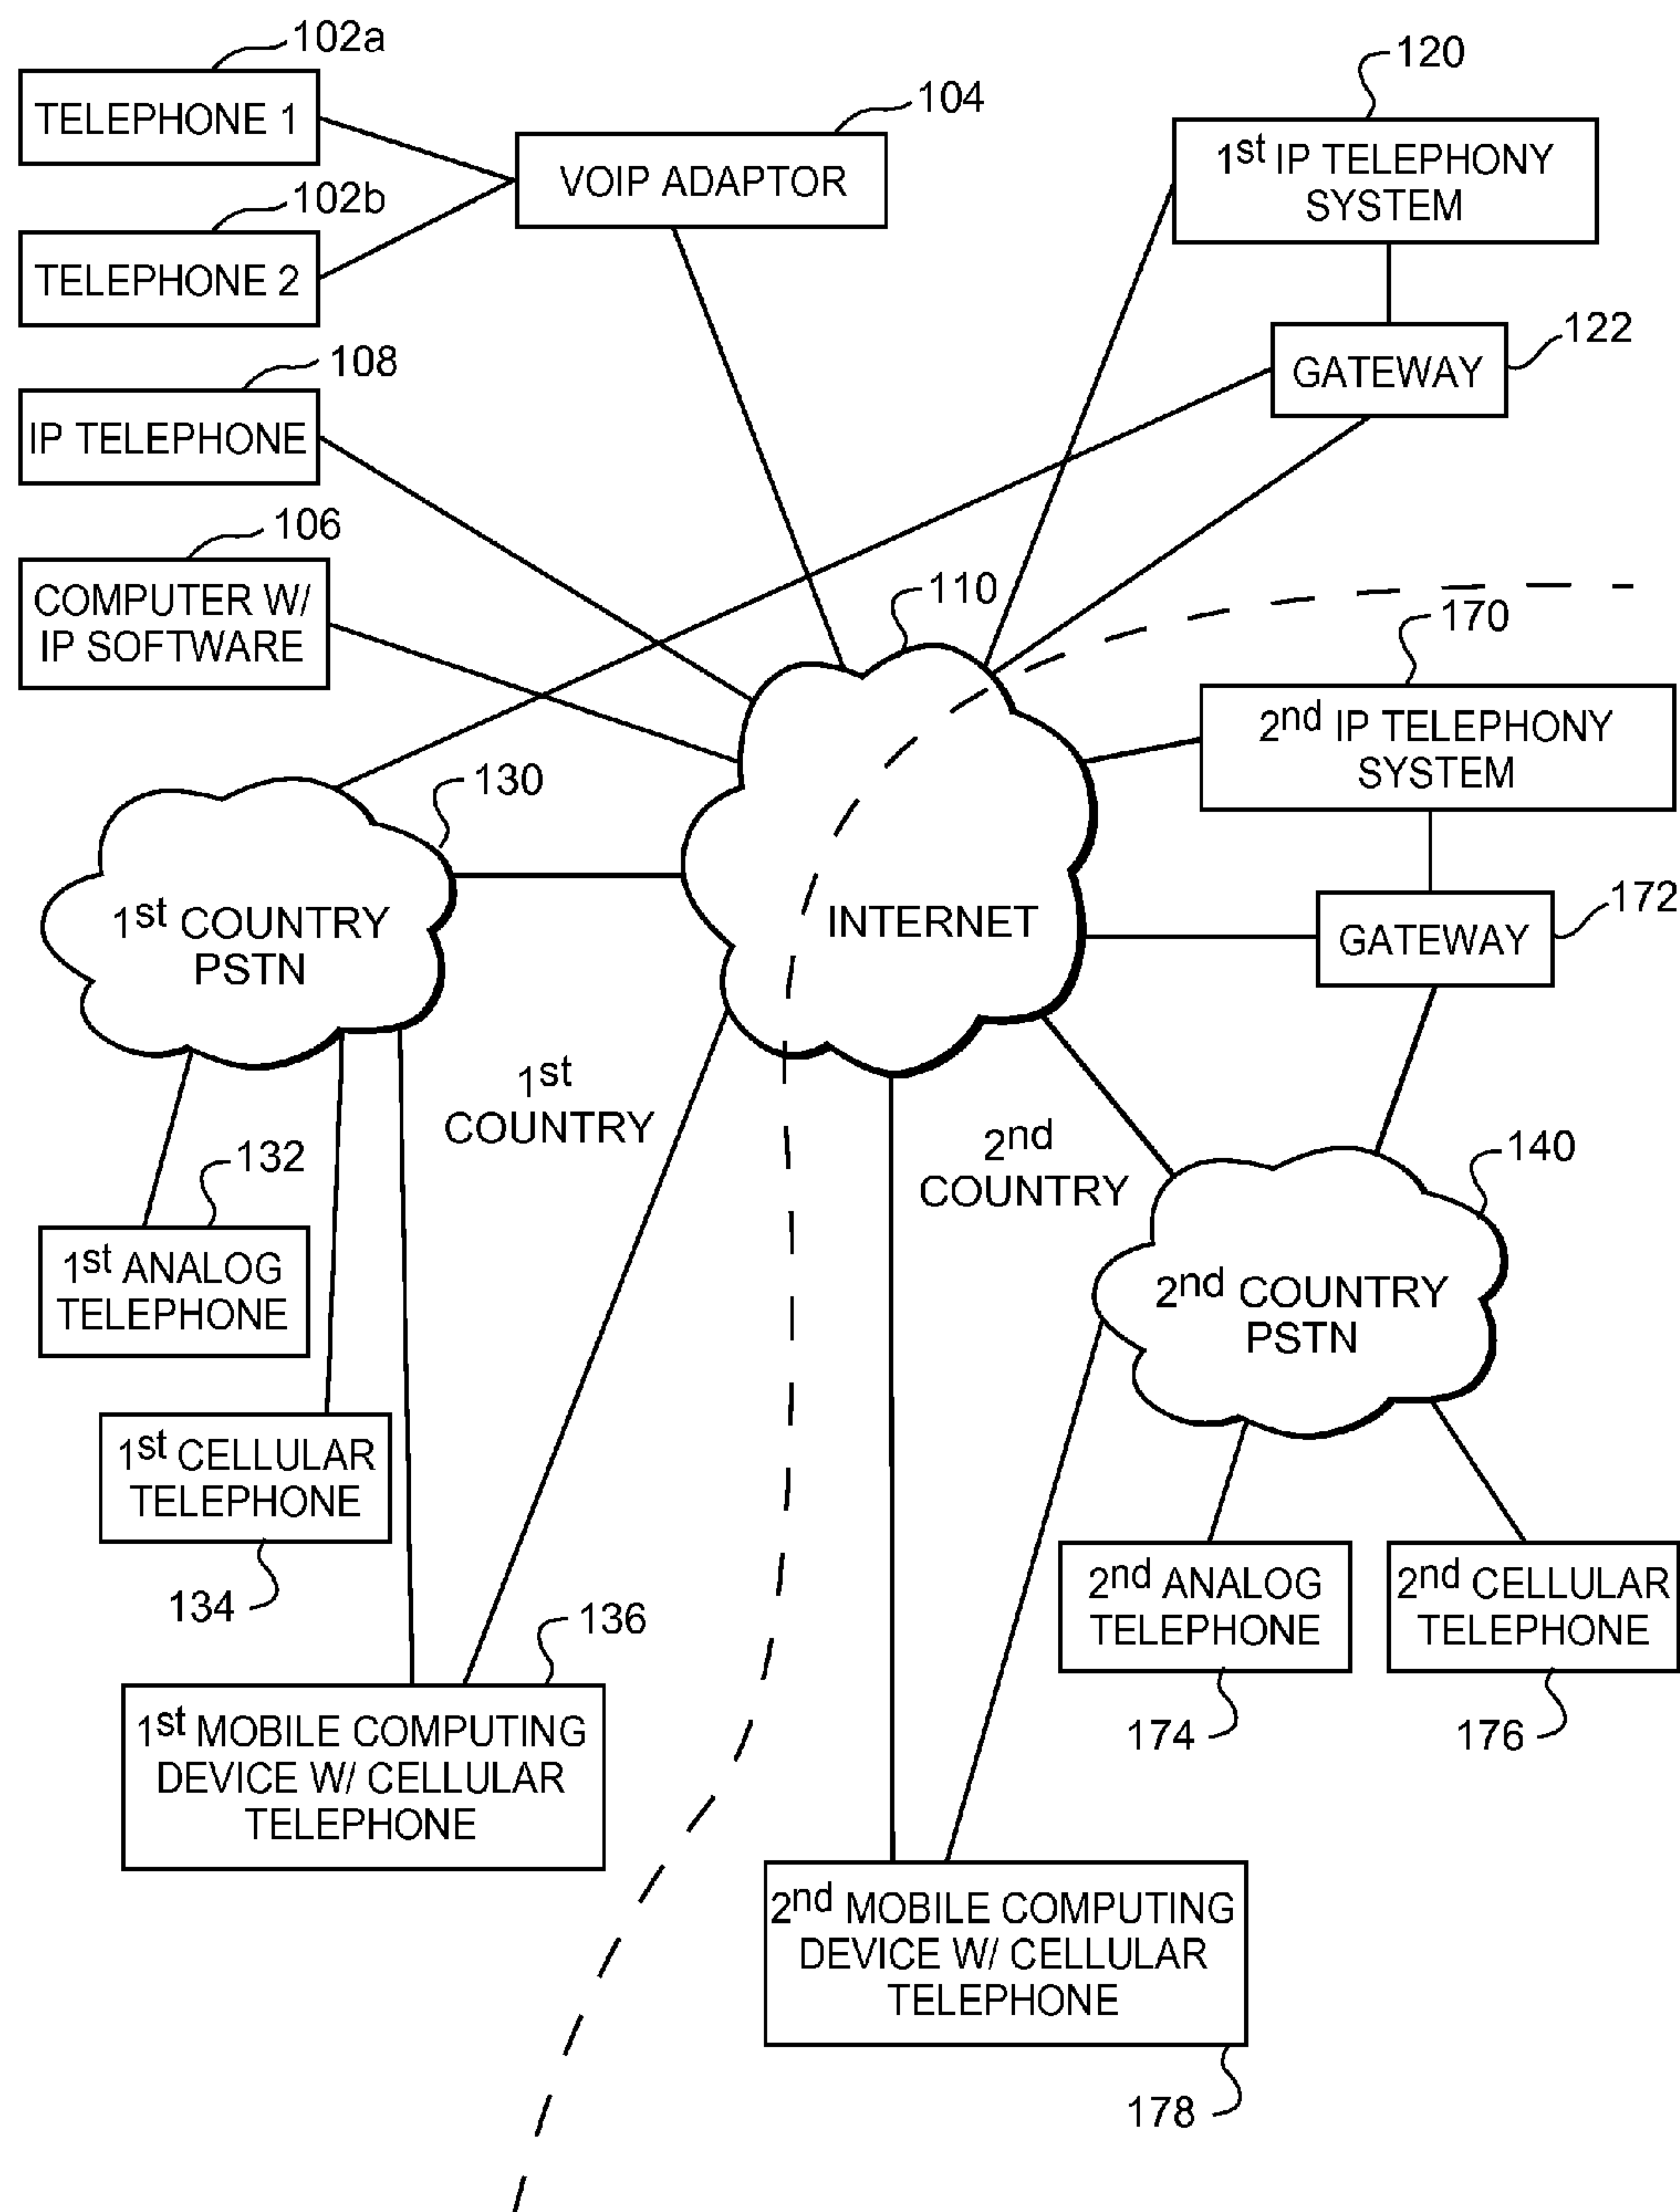 102a
TELEPHONE 1
102b
TELEPHONE 2
104
VOIP ADAPTOR
120
1st IP TELEPHONY
SYSTEM
122
GATEWAY
108
IP TELEPHONE
106
COMPUTER W/
IP SOFTWARE
110
INTERNET
170
2nd IP TELEPHONY
SYSTEM
172
GATEWAY
130
1st COUNTRY
PSTN
1st
COUNTRY
2nd
COUNTRY
140
2nd COUNTRY
PSTN
132
1st ANALOG
TELEPHONE
1st CELLULAR
TELEPHONE
134
136
1st MOBILE COMPUTING
DEVICE W/ CELLULAR
TELEPHONE
2nd ANALOG
TELEPHONE
174
2nd CELLULAR
TELEPHONE
176
2nd MOBILE COMPUTING
DEVICE W/ CELLULAR
TELEPHONE
178